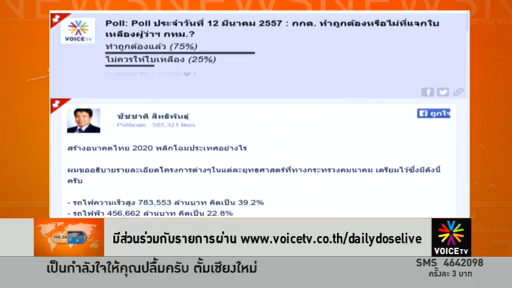 VOICETV
Poll: Poll ประจำวันที่ 12 มีนาคม 2557 : กกต. ทำถูกต้องหรือไม่ที่แจกใบ
เหลืองผู้ว่าฯ กทม.?
ทำถูกต้องแล้ว (75%)
ไม่ควรให้ใบเหลือง (25%)
ชัชชาติ สิทธิพันธุ์
Politician - 585,321 likes
ถูกใจ
สร้างอนาคตไทย 2020 พลิกโฉมประเทศอย่างไร
ผมขออธิบายรายละเอียดโครงการต่างๆในแต่ละยุทธศาสตร์ที่ทางกระทรวงคมนาคม เตรียมไว้ซึ่งมีดังนี้
ครับ
- รถไฟความเร็วสูง 783,553 ล้านบาท คิดเป็น 39.2%
- รถไฟฟ้า 456,662 ล้านบาท คิดเป็น 22.8%
มีส่วนร่วมกับรายการผ่าน www.voicetv.co.th/dailydoselive
VOICETV
เป็นกำลังใจให้คุณปลื้มครับ ตั้มเชียงใหม่
SMS 4642098
ครั้งละ 3 บาท